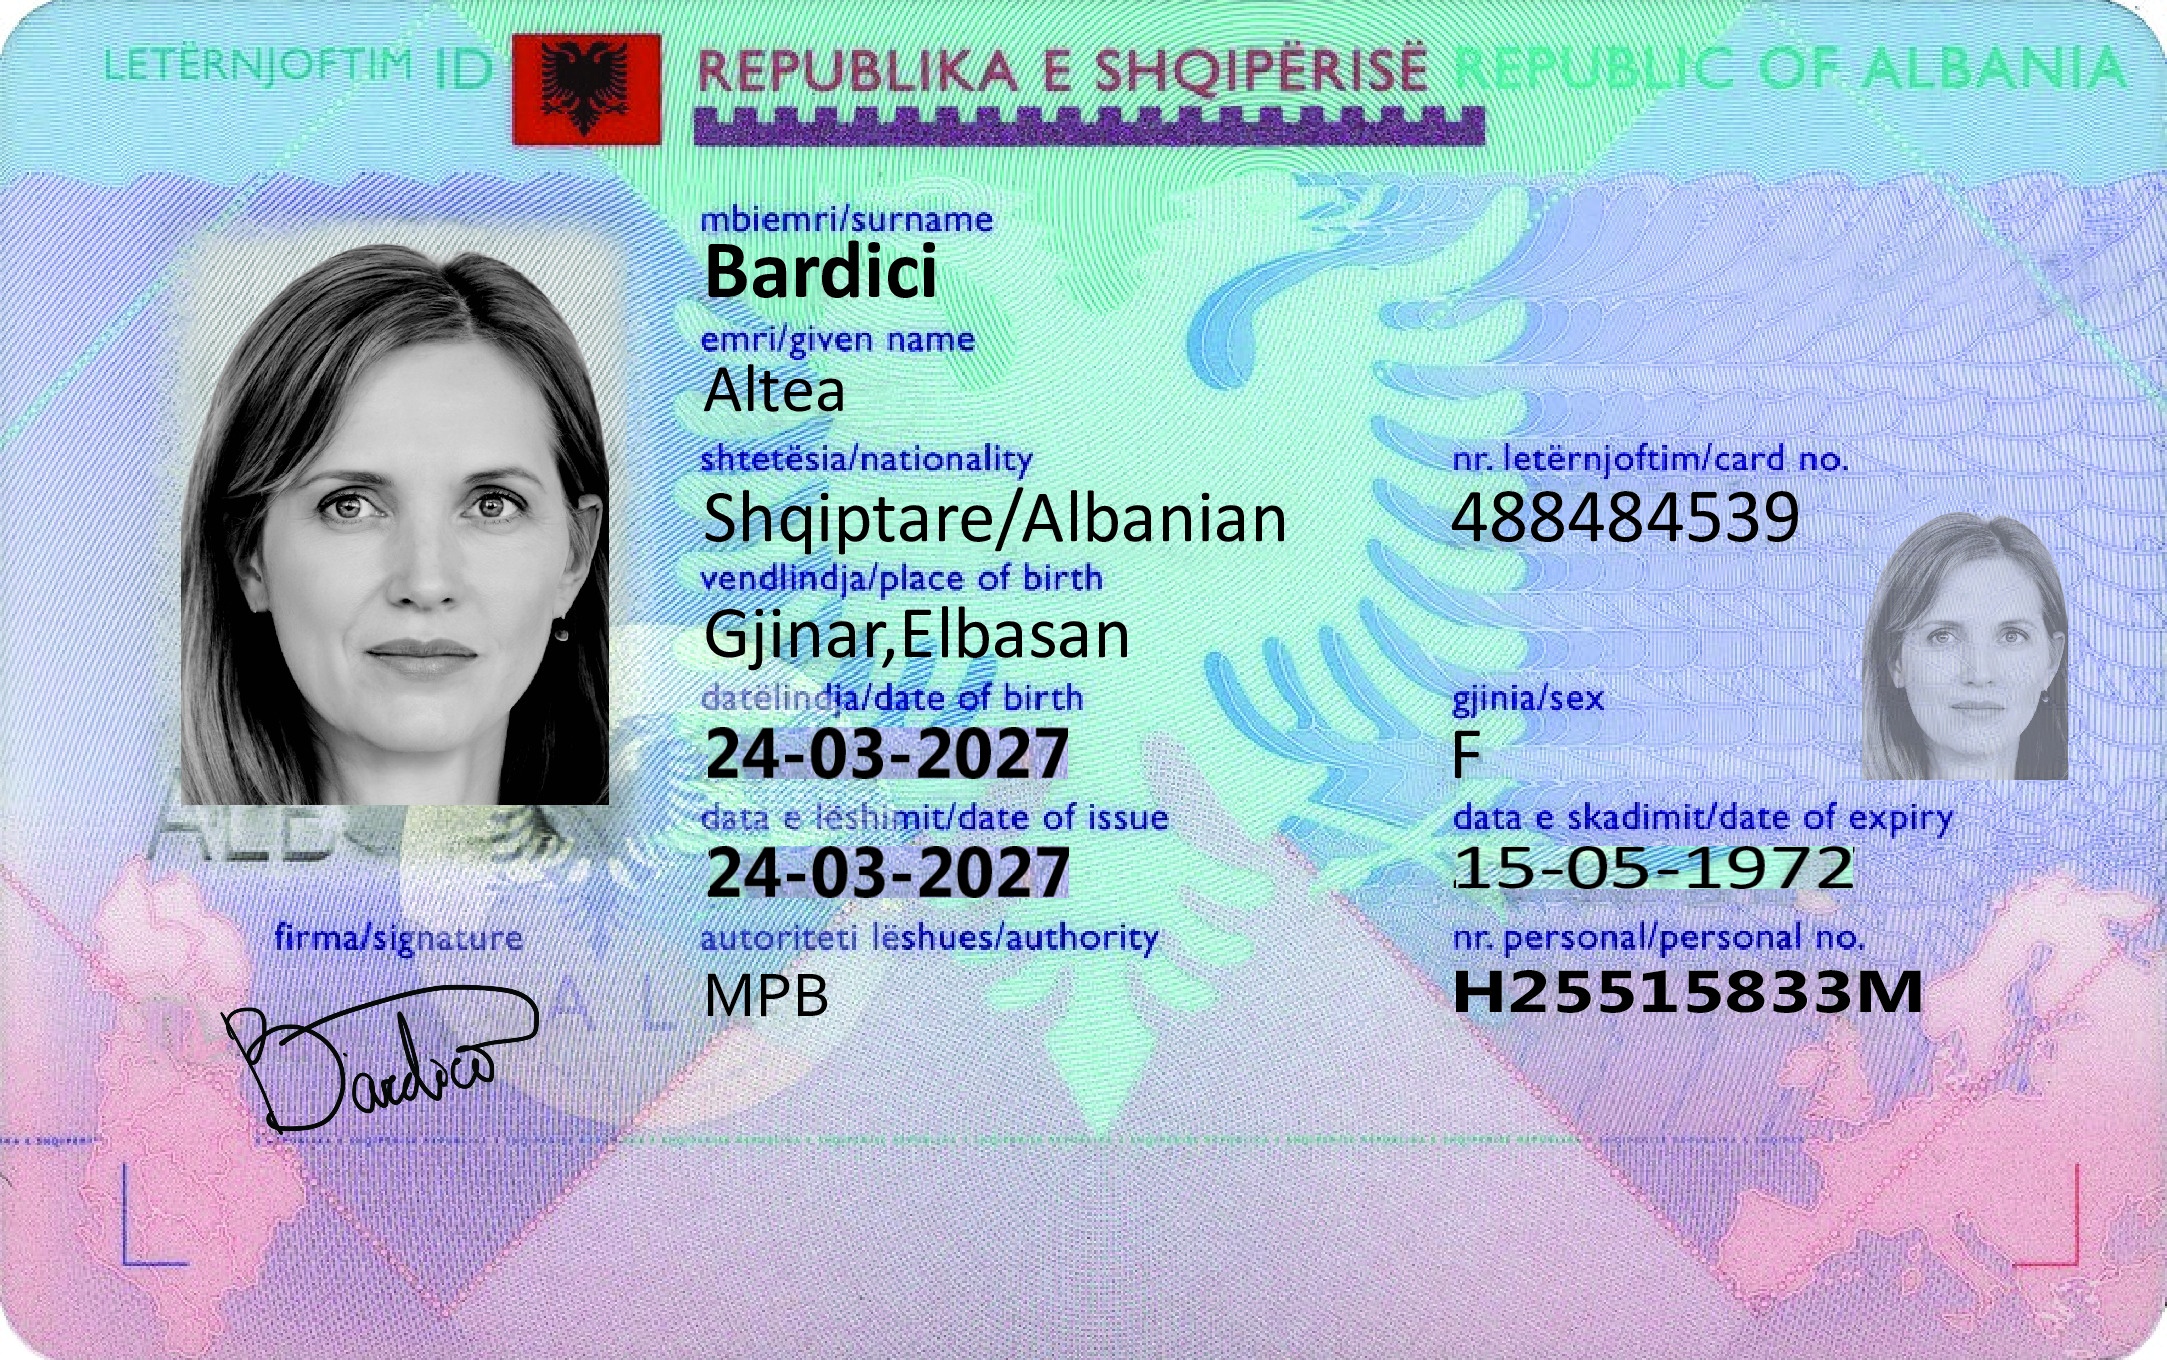 LETËRNJOFTIM ID REPUBLIKA E SHQIPËRISË REPUBLIC OF ALBANIA
mbiemri/surname
Bardici
emri/given name
Altea
shtetësia/nationality nr. letërnjoftim/card no.
Shqiptare/Albanian 488484539
vendlindja/place of birth
Gjinar,Elbasan
datëlindja/date of birth gjinia/sex
24-03-2027 F
data e lëshimit/date of issue data e skadimit/date of expiry
24-03-2027 15-05-1972
firma/signature autoriteti lëshues/authority nr. personal/personal no.
MPB H25515833M
Bardici